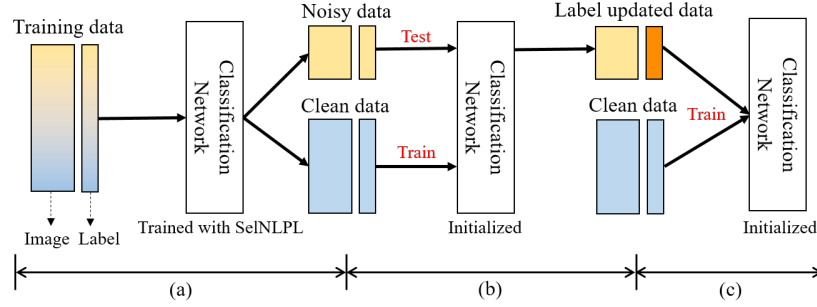 Training data
Image
Label
Classification
Network
Trained with SelNLPL
Noisy data
Clean data
Test
Train
Classification
Network
Initialized
Label updated data
Clean data
Train
Classification
Network
Initialized
(a)
(b)
(c)